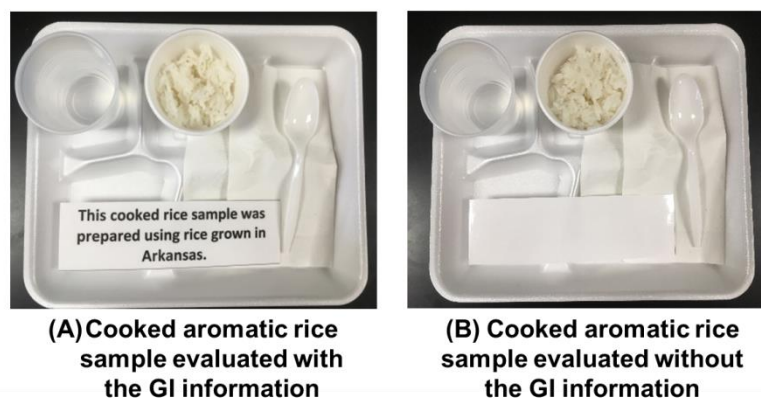 This cooked rice sample was
prepared using rice grown in
Arkansas.
(A) Cooked aromatic rice
sample evaluated with
the GI information
(B) Cooked aromatic rice
sample evaluated without
the GI information